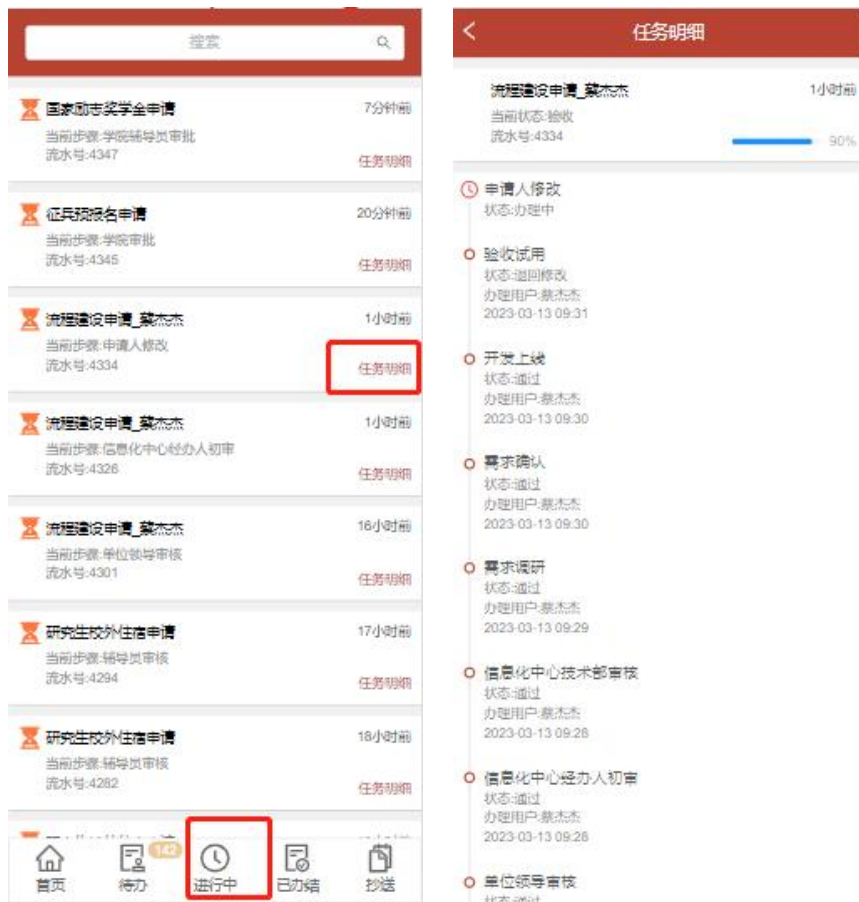 搜索
国家励志奖学金申请 7分钟前
当前步骤:学院辅导员审批
流水号:4347
任务明细
征兵预报名申请 20分钟前
当前步骤:学院审批
流水号:4345
任务明细
流程建设申请_蔡杰杰 1小时前
当前步骤:申请人修改
流水号:4334
任务明细
流程建设申请_蔡杰杰 1小时前
当前步骤:信息化中心经办人初审
流水号:4326
任务明细
流程建设申请_蔡杰杰 16小时前
当前步骤:单位领导审核
流水号:4301
任务明细
研究生校外住宿申请 17小时前
当前步骤:辅导员审核
流水号:4294
任务明细
研究生校外住宿申请 18小时前
当前步骤:辅导员审核
流水号:4282
任务明细
142
首页 待办 进行中 已办结 抄送
任务明细
流程建设申请_蔡杰杰 1小时前
当前状态:验收
流水号:4334
90%
申请人修改
状态:办理中
验收试用
状态:退回修改
办理用户:蔡杰杰
2023-03-13 09:31
开发上线
状态:通过
办理用户:蔡杰杰
2023-03-13 09:30
需求确认
状态:通过
办理用户:蔡杰杰
2023-03-13 09:30
需求调研
状态:通过
办理用户:蔡杰杰
2023-03-13 09:29
信息化中心技术部审核
状态:通过
办理用户:蔡杰杰
2023-03-13 09:28
信息化中心经办人初审
状态:通过
办理用户:蔡杰杰
2023-03-13 09:28
单位领导审核
状态:通过